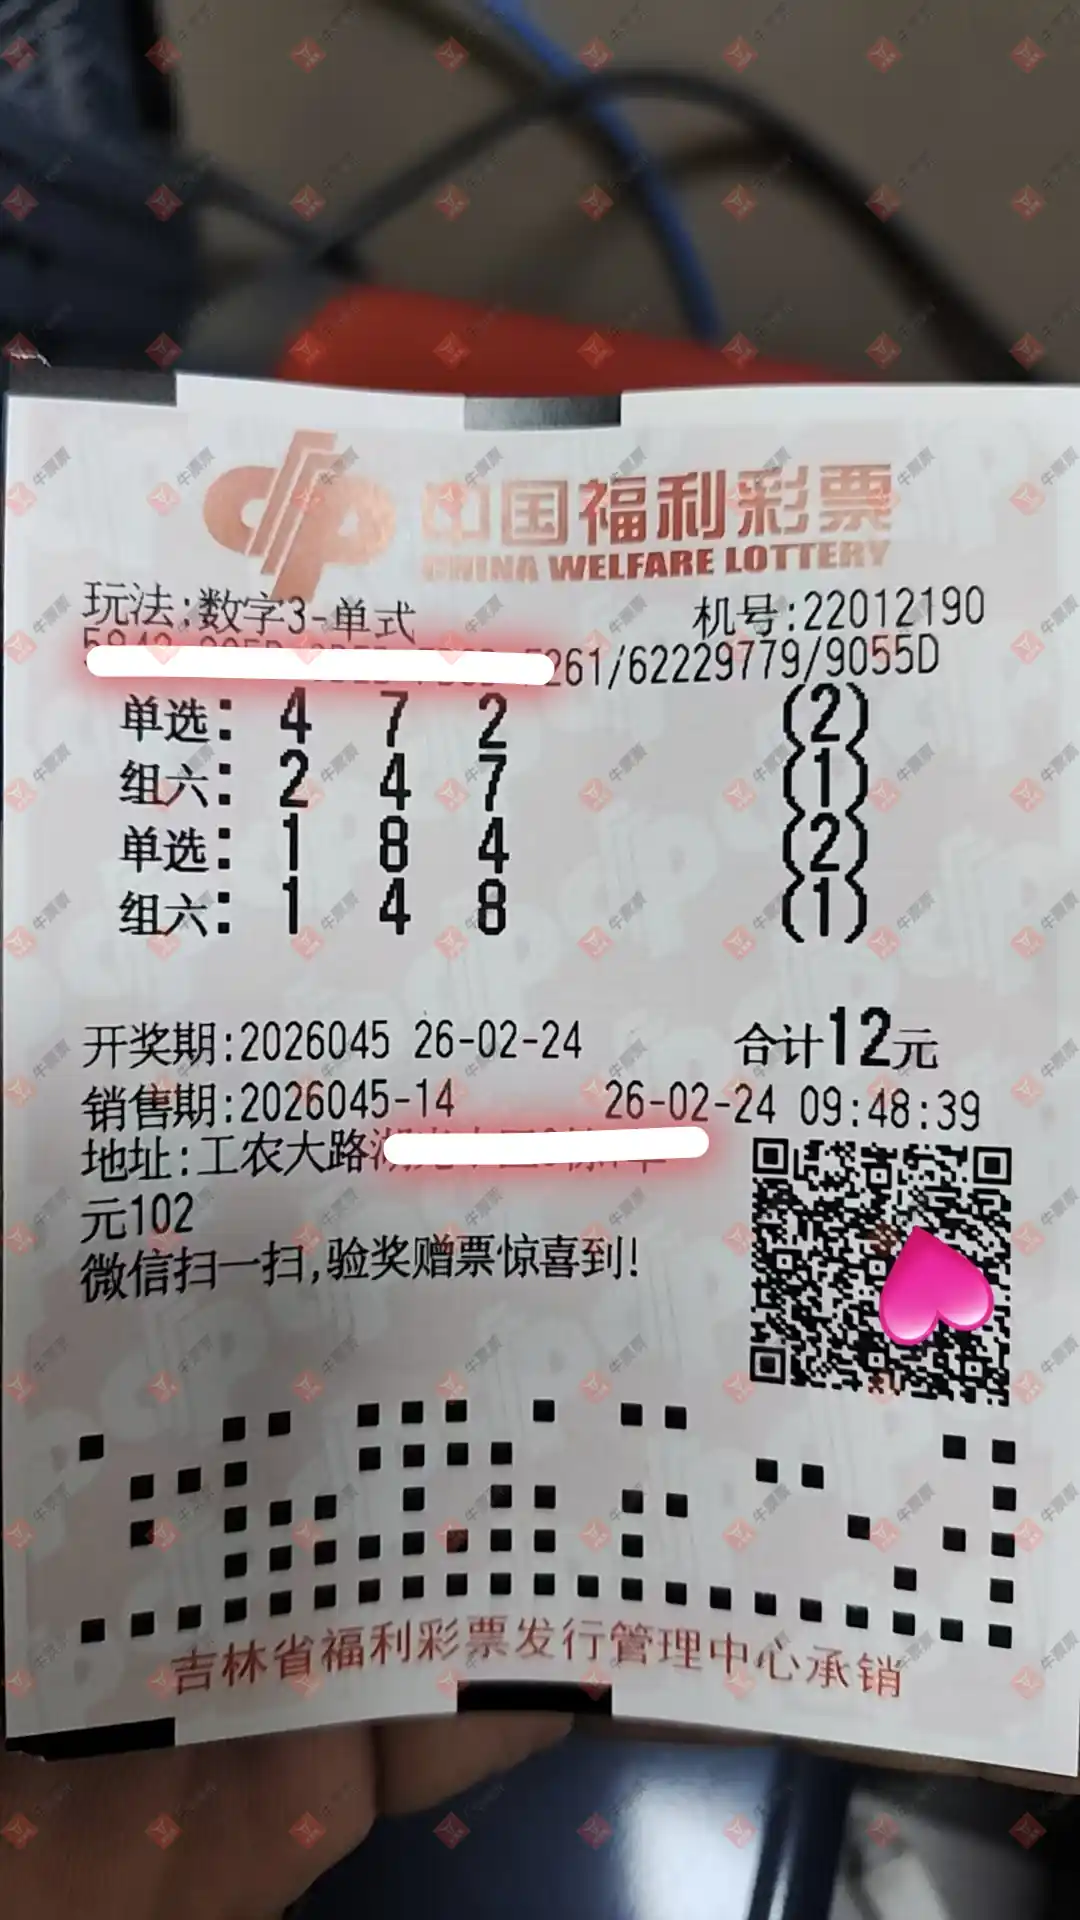 中国福利彩票
CHINA WELFARE LOTTERY
玩法:数字3-单式 机号:22012190
261/62229779/9055D
单选: 4 7 2 (2)
组六: 2 4 7 (1)
单选: 1 8 4 (2)
组六: 1 4 8 (1)
开奖期:2026045 26-02-24 合计12元
销售期:2026045-14 26-02-24 09:48:39
地址:工农大路
元102
微信扫一扫,验奖赠票惊喜到!
吉林省福利彩票发行管理中心承销
牛票票